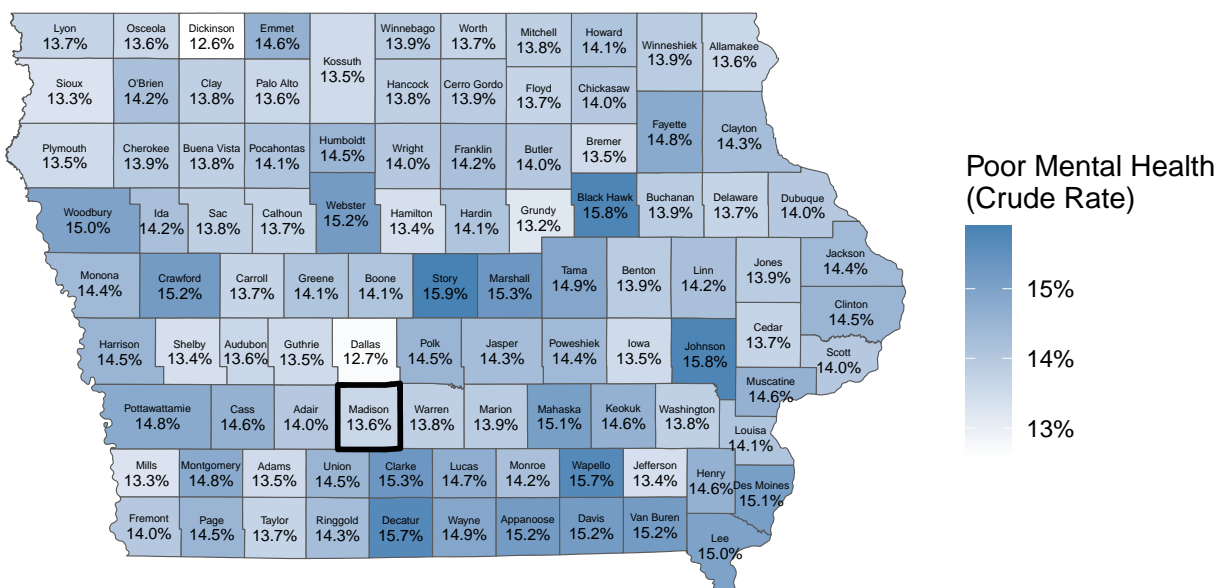 Lyon
13.7%
Osceola
13.6%
Dickinson
12.6%
Emmet
14.6%
Kossuth
13.5%
Winnebago
13.9%
Worth
13.7%
Mitchell
13.8%
Howard
14.1%
Winneshiek
13.9%
Allamakee
13.6%
Sioux
13.3%
O'Brien
14.2%
Clay
13.8%
Palo Alto
13.6%
Hancock
13.8%
Cerro Gordo
13.9%
Floyd
13.7%
Chickasaw
14.0%
Plymouth
13.5%
Cherokee
13.9%
Buena Vista
13.8%
Pocahontas
14.1%
Humboldt
14.5%
Wright
14.0%
Franklin
14.2%
Butler
14.0%
Bremer
13.5%
Fayette
14.8%
Clayton
14.3%
Woodbury
15.0%
Ida
14.2%
Sac
13.8%
Calhoun
13.7%
Webster
15.2%
Hamilton
13.4%
Hardin
14.1%
Grundy
13.2%
Black Hawk
15.8%
Buchanan
13.9%
Delaware
13.7%
Dubuque
14.0%
Monona
14.4%
Crawford
15.2%
Carroll
13.7%
Greene
14.1%
Boone
14.1%
Story
15.9%
Marshall
15.3%
Tama
14.9%
Benton
13.9%
Linn
14.2%
Jones
13.9%
Jackson
14.4%
Clinton
14.5%
Harrison
14.5%
Shelby
13.4%
Audubon
13.6%
Guthrie
13.5%
Dallas
12.7%
Polk
14.5%
Jasper
14.3%
Poweshiek
14.4%
Iowa
13.5%
Johnson
15.8%
Cedar
13.7%
Scott
14.0%
Muscatine
14.6%
Pottawattamie
14.8%
Cass
14.6%
Adair
14.0%
Madison
13.6%
Warren
13.8%
Marion
13.9%
Mahaska
15.1%
Keokuk
14.6%
Washington
13.8%
Louisa
14.1%
Mills
13.3%
Montgomery
14.8%
Adams
13.5%
Union
14.5%
Clarke
15.3%
Lucas
14.7%
Monroe
14.2%
Wapello
15.7%
Jefferson
13.4%
Henry
14.6%
Des Moines
15.1%
Fremont
14.0%
Page
14.5%
Taylor
13.7%
Ringgold
14.3%
Decatur
15.7%
Wayne
14.9%
Appanoose
15.2%
Davis
15.2%
Van Buren
15.2%
Lee
15.0%
Poor Mental Health
(Crude Rate)
15%
14%
13%